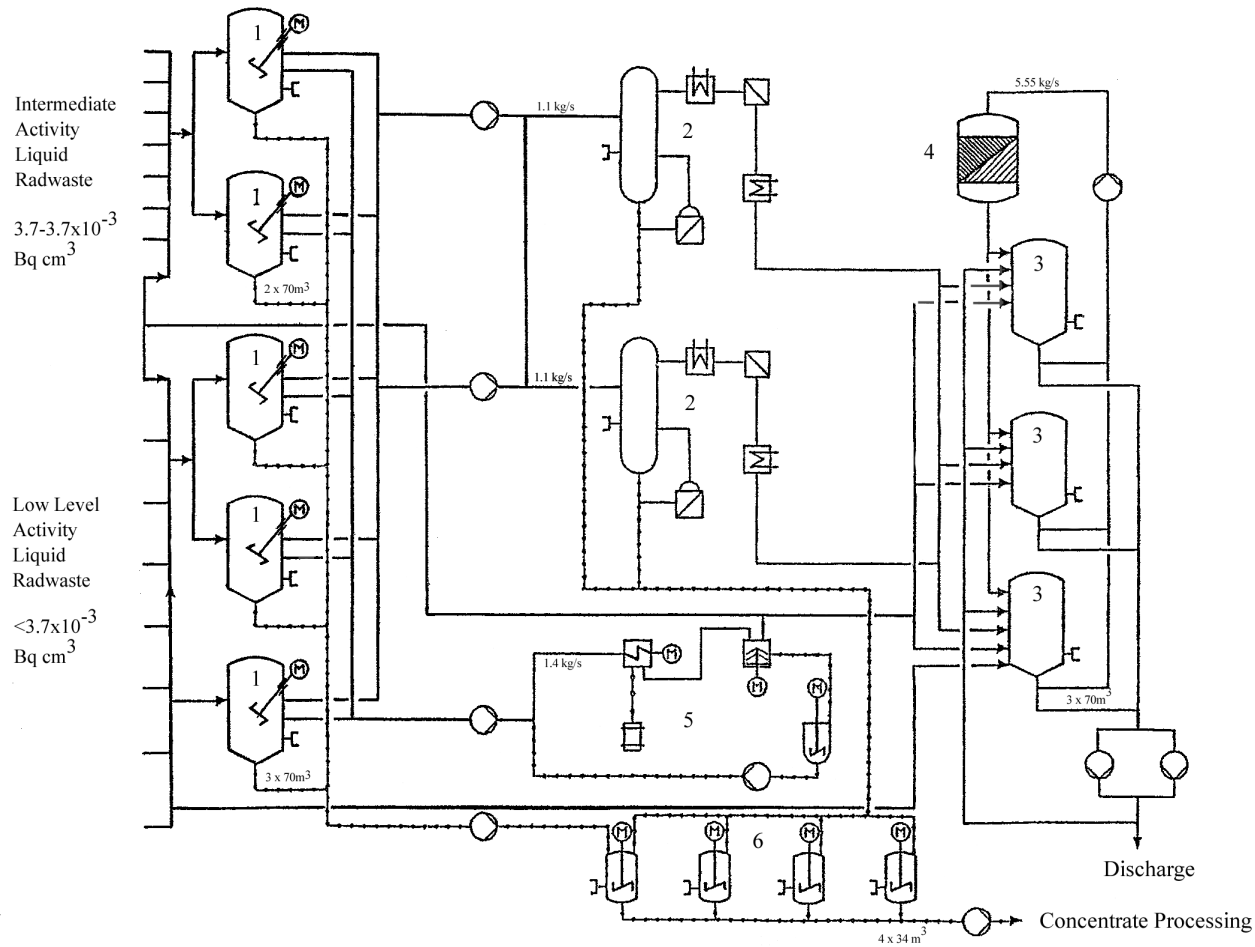 Intermediate
Activity
Liquid
Radwaste
3.7-3.7x10-3
Bq cm3
Low Level
Activity
Liquid
Radwaste
<3.7x10-3
Bq cm3
1
M
1
M
2 x 70m3
1
M
1
M
1
M
3 x 70m3
1.1 kg/s
2
1.1 kg/s
2
1.4 kg/s
M
M
M
5
6
M
M
M
M
4 x 34 m3
5.55 kg/s
4
3
3
3
3 x 70m3
Discharge
Concentrate Processing